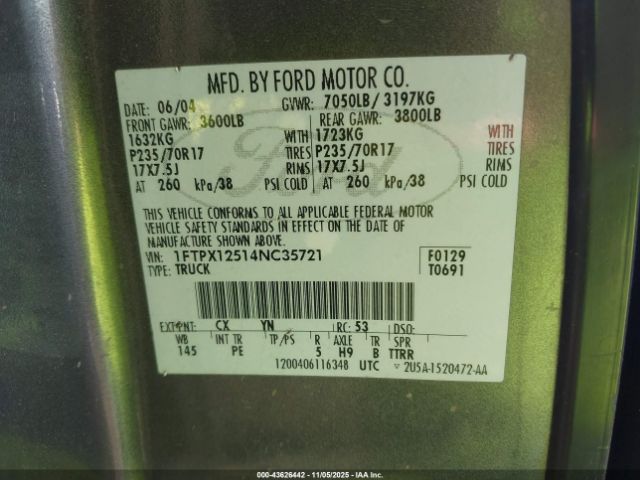 MFD. BY FORD MOTOR CO.
DATE: 06/04 GVWR: 7050LB/ 3197KG
FRONT GAWR: 3600LB REAR GAWR: 3800LB
1632KG WITH 1723KG WITH
P235/70R17 TIRES P235/70R17 TIRES
17X7.5J RIMS 17X7.5J RIMS
AT 260 kPa/38 PSI COLD AT 260 kPa/38 PSI COLD
THIS VEHICLE CONFORMS TO ALL APPLICABLE FEDERAL MOTOR
VEHICLE SAFETY STANDARDS IN EFFECT ON THE DATE OF
MANUFACTURE SHOWN ABOVE.
VIN: 1FTPX12514NC35721 F0129
TYPE: TRUCK T0691
EXT PNT: CX YN RC: 53 DSO:
WB INT TR TP/PS R AXLE TR SPR
145 PE 5 H9 B TTRR
1200406116348 UTC 2U5A-1520472-AA
00-43626442 - 11/05/2025 - IAA Inc.